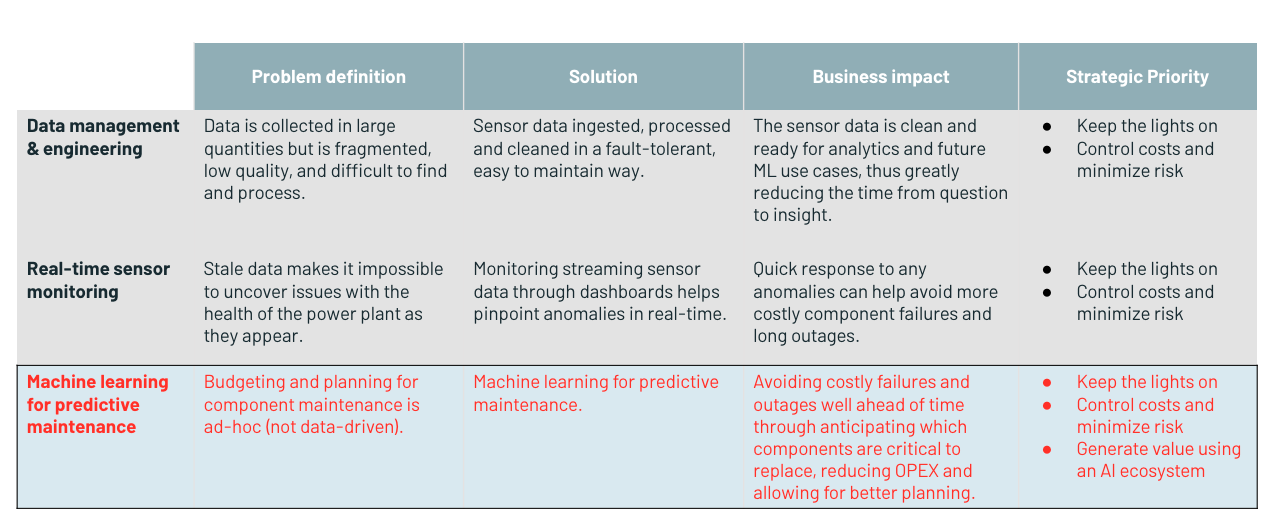 Problem definition
Solution
Business impact
Strategic Priority
Data management
& engineering
Data is collected in large
quantities but is fragmented,
low quality, and difficult to find
and process.
Sensor data ingested, processed
and cleaned in a fault-tolerant,
easy to maintain way.
The sensor data is clean and
ready for analytics and future
ML use cases, thus greatly
reducing the time from question
to insight.
● Keep the lights on
● Control costs and
minimize risk
Real-time sensor
monitoring
Stale data makes it impossible
to uncover issues with the
health of the power plant as
they appear.
Monitoring streaming sensor
data through dashboards helps
pinpoint anomalies in real-time.
Quick response to any
anomalies can help avoid more
costly component failures and
long outages.
● Keep the lights on
● Control costs and
minimize risk
Machine learning
for predictive
maintenance
Budgeting and planning for
component maintenance is
ad-hoc (not data-driven).
Machine learning for predictive
maintenance.
Avoiding costly failures and
outages well ahead of time
through anticipating which
components are critical to
replace, reducing OPEX and
allowing for better planning.
● Keep the lights on
● Control costs and
minimize risk
● Generate value using
an AI ecosystem